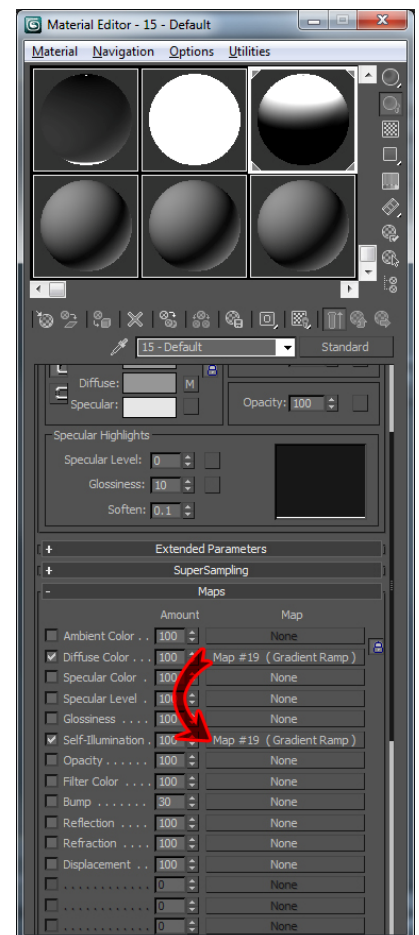 Material Editor - 15 - Default
Material Navigation Options Utilities
15 - Default Standard
Diffuse: M
Specular: Opacity: 100
Specular Highlights
Specular Level: 0
Glossiness: 10
Soften: 0.1
+ Extended Parameters
+ SuperSampling
- Maps
Amount Map
Ambient Color . . 100 None
Diffuse Color . . . 100 Map #19 ( Gradient Ramp )
Specular Color . 100 None
Specular Level . 100 None
Glossiness . . . . 100 None
Self-Illumination . 100 Map #19 ( Gradient Ramp )
Opacity . . . . . . 100 None
Filter Color . . . . 100 None
Bump . . . . . . . 30 None
Reflection . . . . 100 None
Refraction . . . . 100 None
Displacement . . 100 None
. . . . . . . . . . . . 0 None
. . . . . . . . . . . . 0 None
. . . . . . . . . . . . 0 None